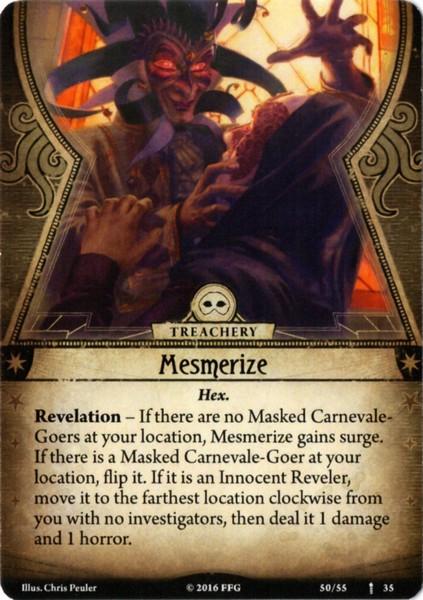 TREACHERY
Mesmerize
Hex.
Revelation – If there are no Masked Carnevale-
Goers at your location, Mesmerize gains surge.
If there is a Masked Carnevale-Goer at your
location, flip it. If it is an Innocent Reveler,
move it to the farthest location clockwise from
you with no investigators, then deal it 1 damage
and 1 horror.
Illus. Chris Peuler © 2016 FFG 50/55 35